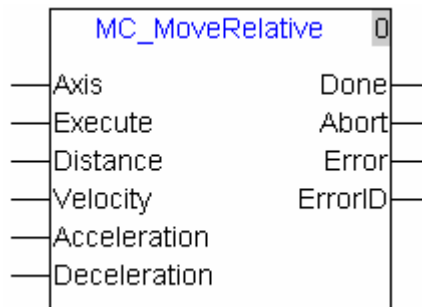 MC_MoveRelative 0
Axis Done
Execute Abort
Distance Error
Velocity ErrorID
Acceleration
Deceleration